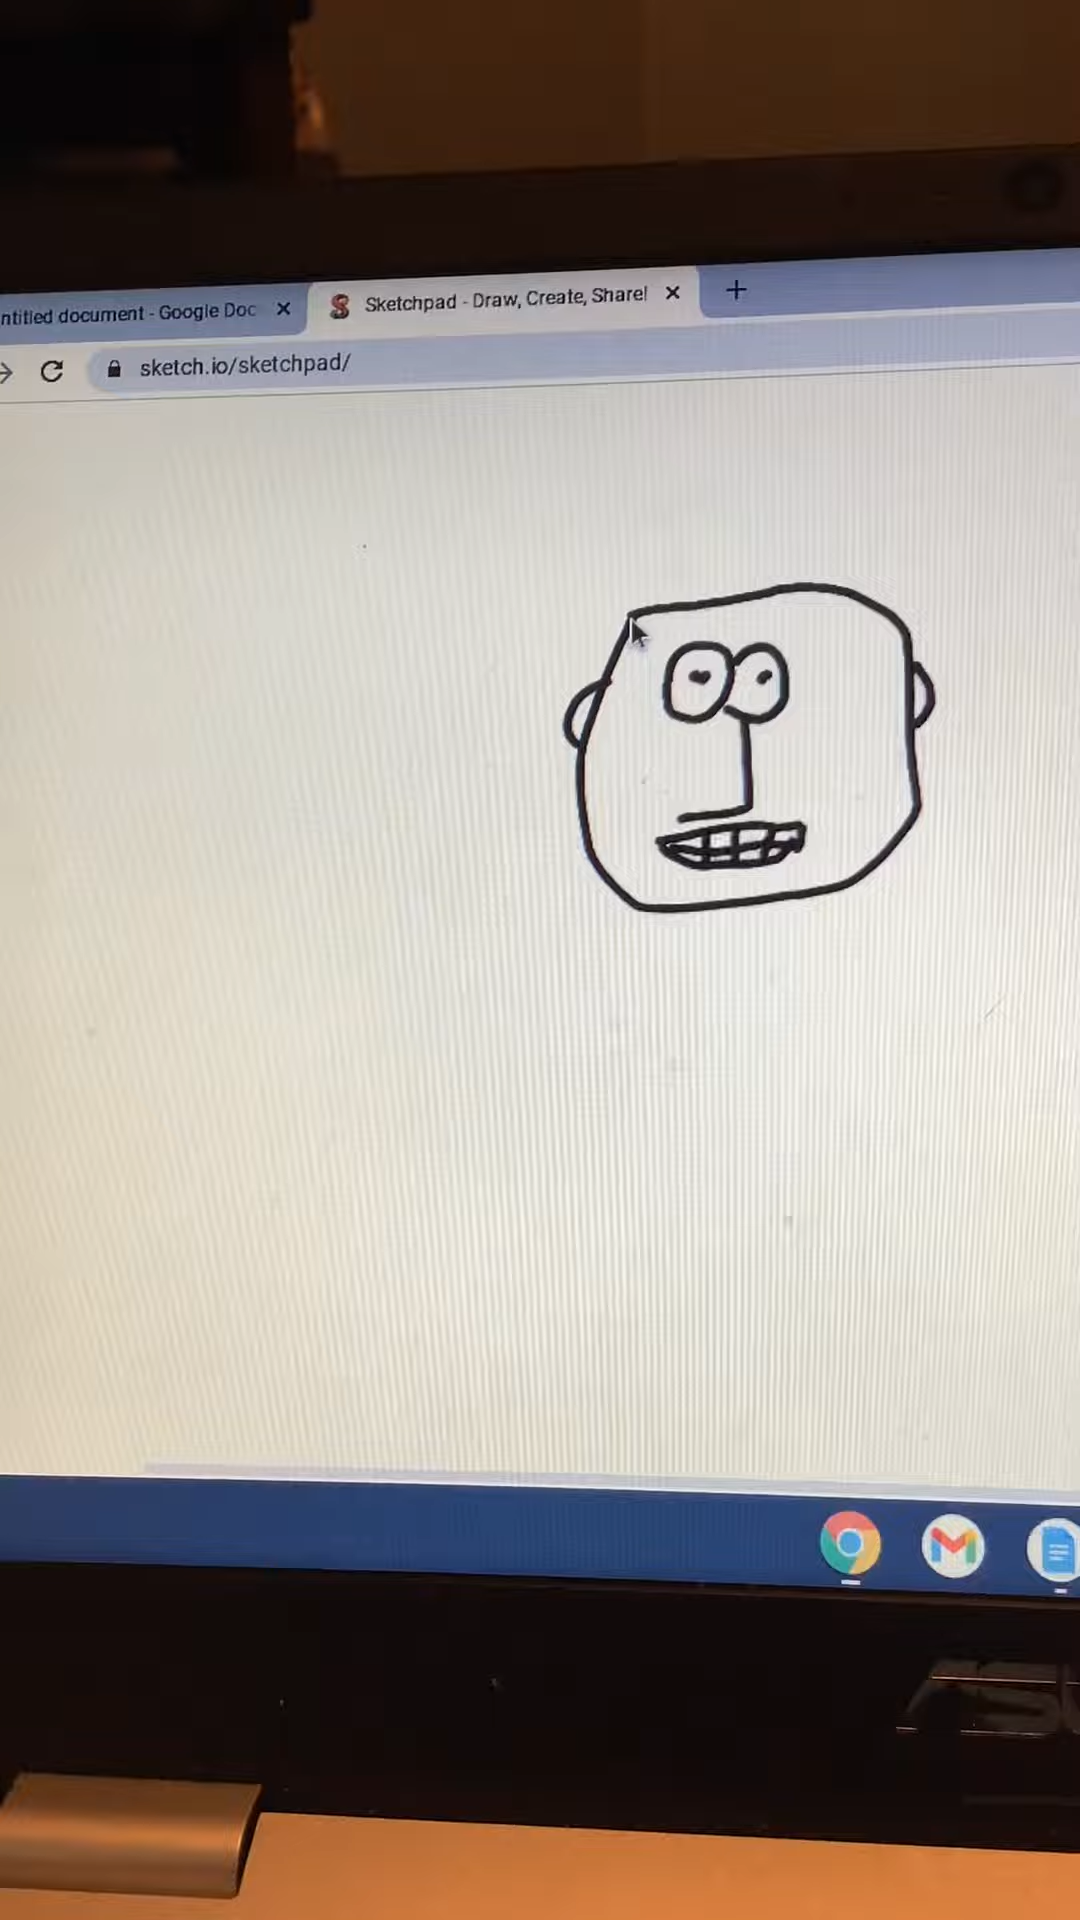 ntitled document - Google Doc
Sketchpad - Draw, Create, Share!
sketch.io/sketchpad/